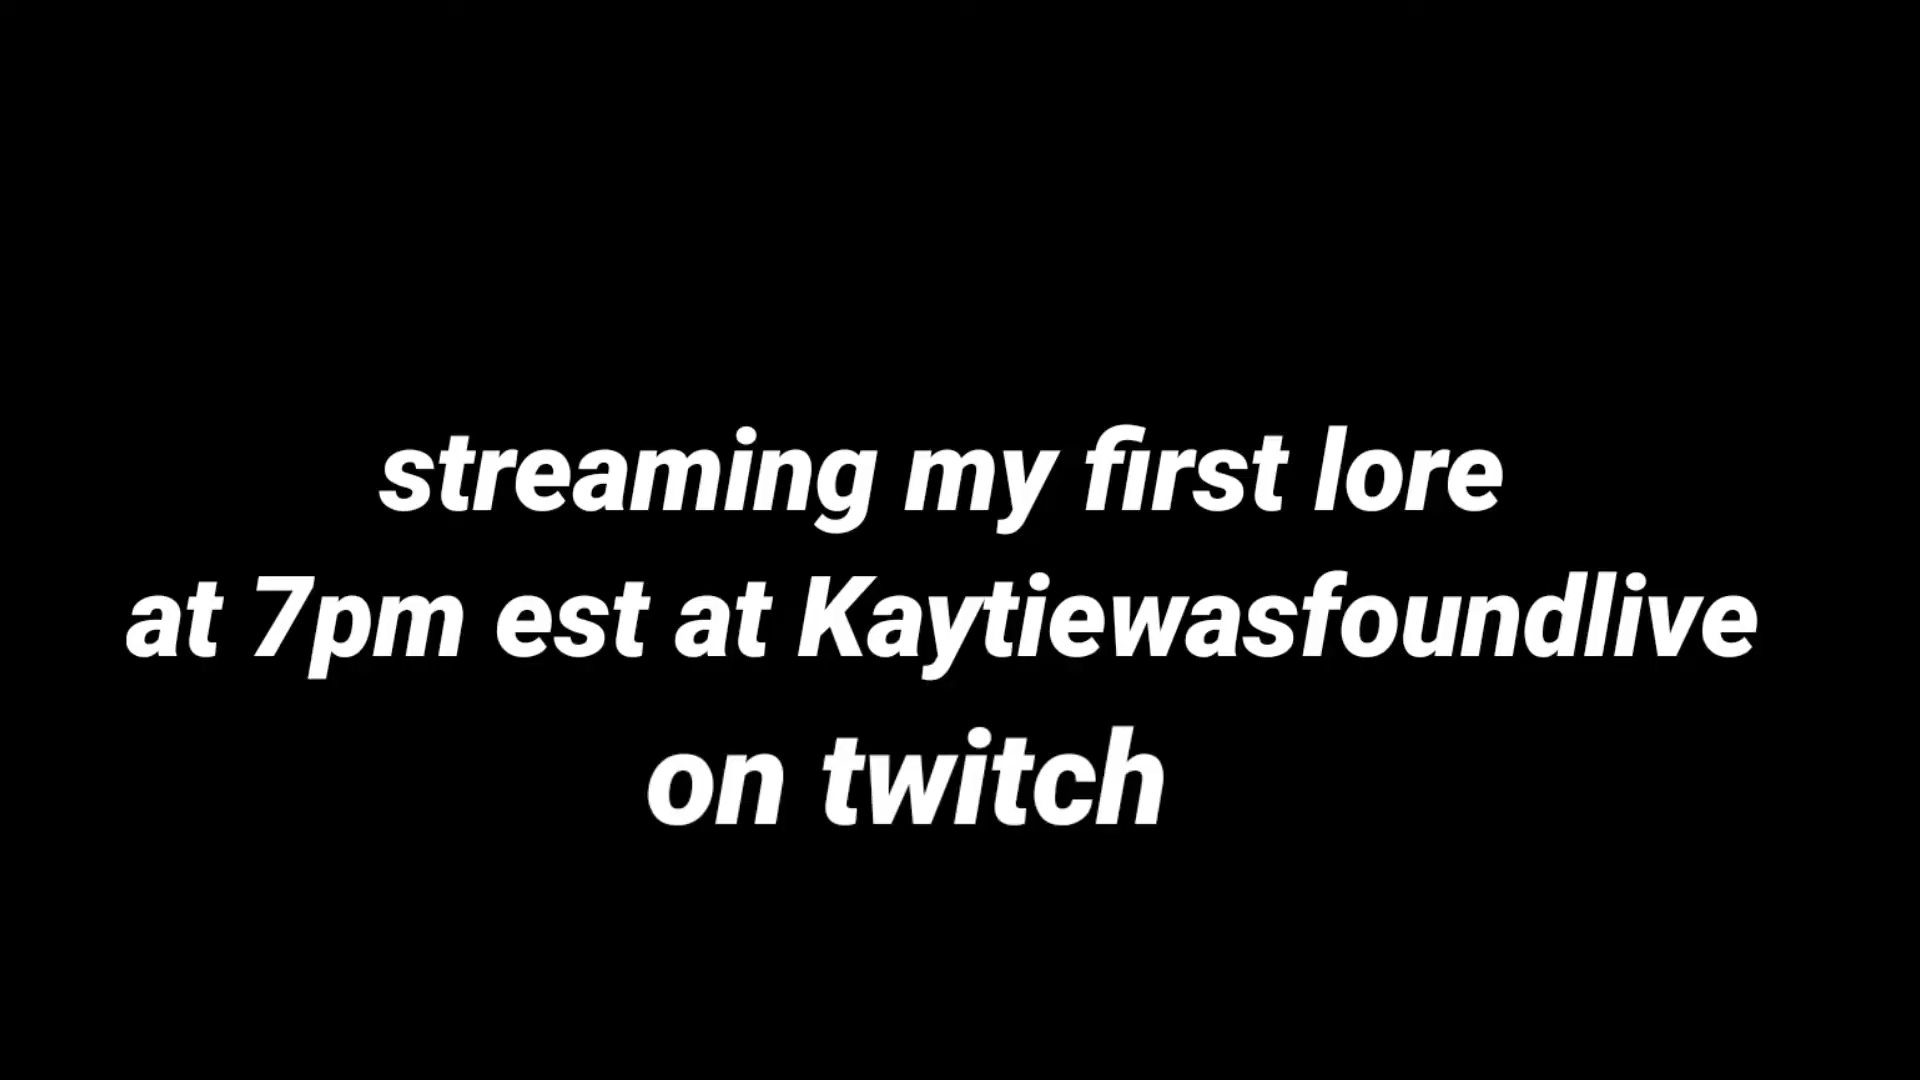 streaming my first lore
at 7pm est at Kaytiewasfoundlive
on twitch